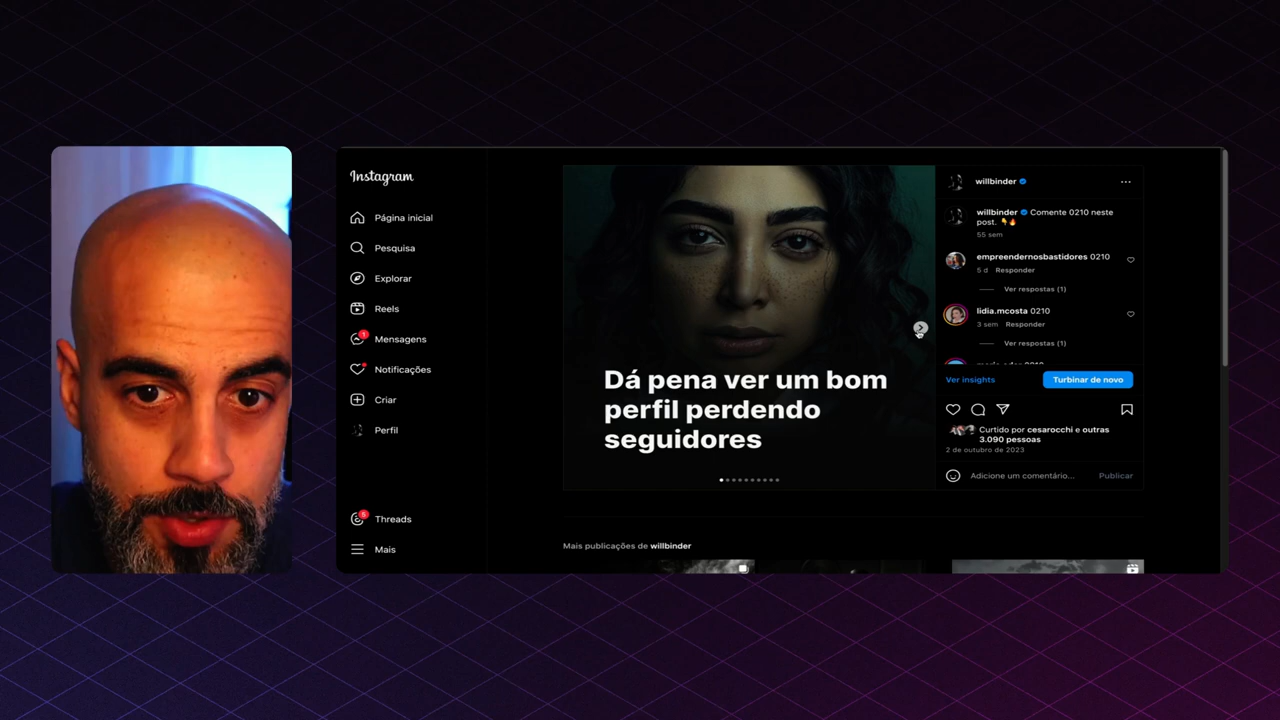 Instagram
Página inicial
Pesquisa
Explorar
Reels
1
Mensagens
Notificações
Criar
Perfil
5
Threads
Mais
Dá pena ver um bom
perfil perdendo
seguidores
willbinder
willbinder Comente 0210 neste
post. 👇🔥
55 sem
empreendernosbastidores 0210
5 d Responder
Ver respostas (1)
lidia.mcosta 0210
3 sem Responder
Ver respostas (1)
Ver insights
Turbinar de novo
Curtido por cesarocchi e outras
3.090 pessoas
2 de outubro de 2023
Adicione um comentário...
Publicar
Mais publicações de willbinder